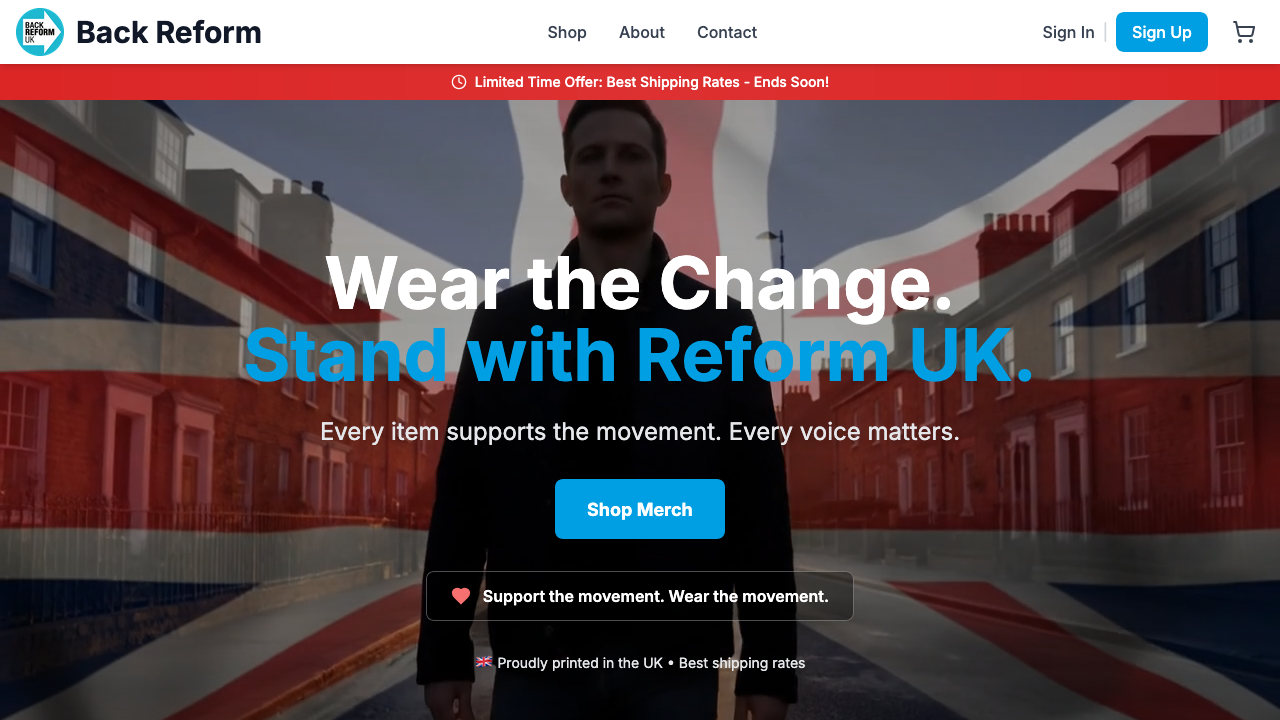 BACK
REFORM
UK
Back Reform
Shop
About
Contact
Sign In
Sign Up
Limited Time Offer: Best Shipping Rates - Ends Soon!
Wear the Change.
Stand with Reform UK.
Every item supports the movement. Every voice matters.
Shop Merch
Support the movement. Wear the movement.
🇬🇧 Proudly printed in the UK • Best shipping rates